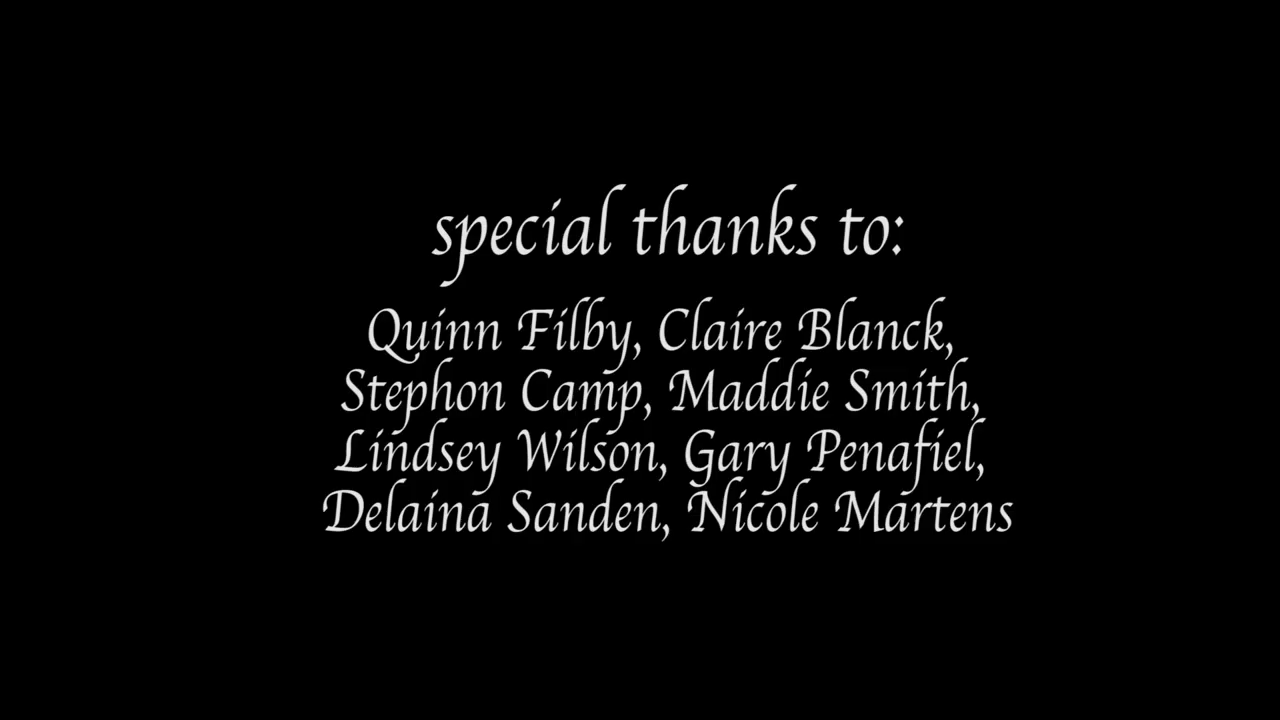 special thanks to:
Quinn Filby, Claire Blanck,
Stephon Camp, Maddie Smith,
Lindsey Wilson, Gary Penafiel,
Delaina Sanden, Nicole Martens